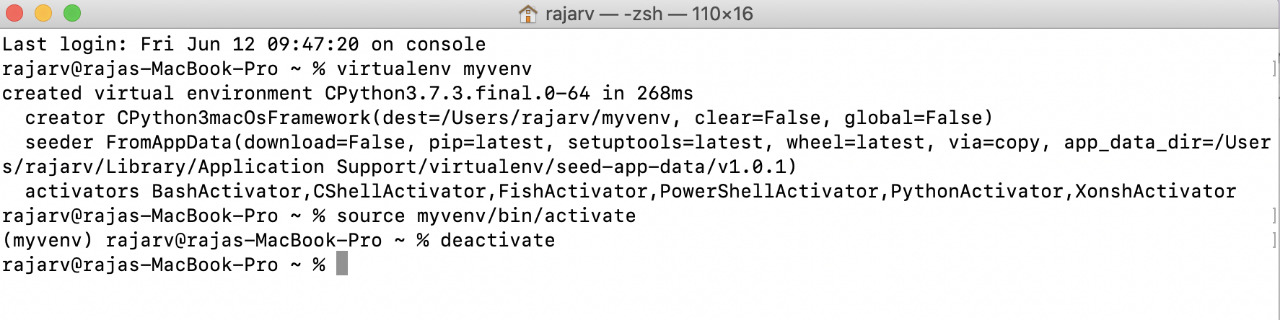 rajarv — -zsh — 110×16
Last login: Fri Jun 12 09:47:20 on console
rajarv@rajas-MacBook-Pro ~ % virtualenv myvenv
created virtual environment CPython3.7.3.final.0-64 in 268ms
  creator CPython3macOsFramework(dest=/Users/rajarv/myvenv, clear=False, global=False)
  seeder FromAppData(download=False, pip=latest, setuptools=latest, wheel=latest, via=copy, app_data_dir=/User
s/rajarv/Library/Application Support/virtualenv/seed-app-data/v1.0.1)
  activators BashActivator,CShellActivator,FishActivator,PowerShellActivator,PythonActivator,XonshActivator
rajarv@rajas-MacBook-Pro ~ % source myvenv/bin/activate
(myvenv) rajarv@rajas-MacBook-Pro ~ % deactivate
rajarv@rajas-MacBook-Pro ~ %